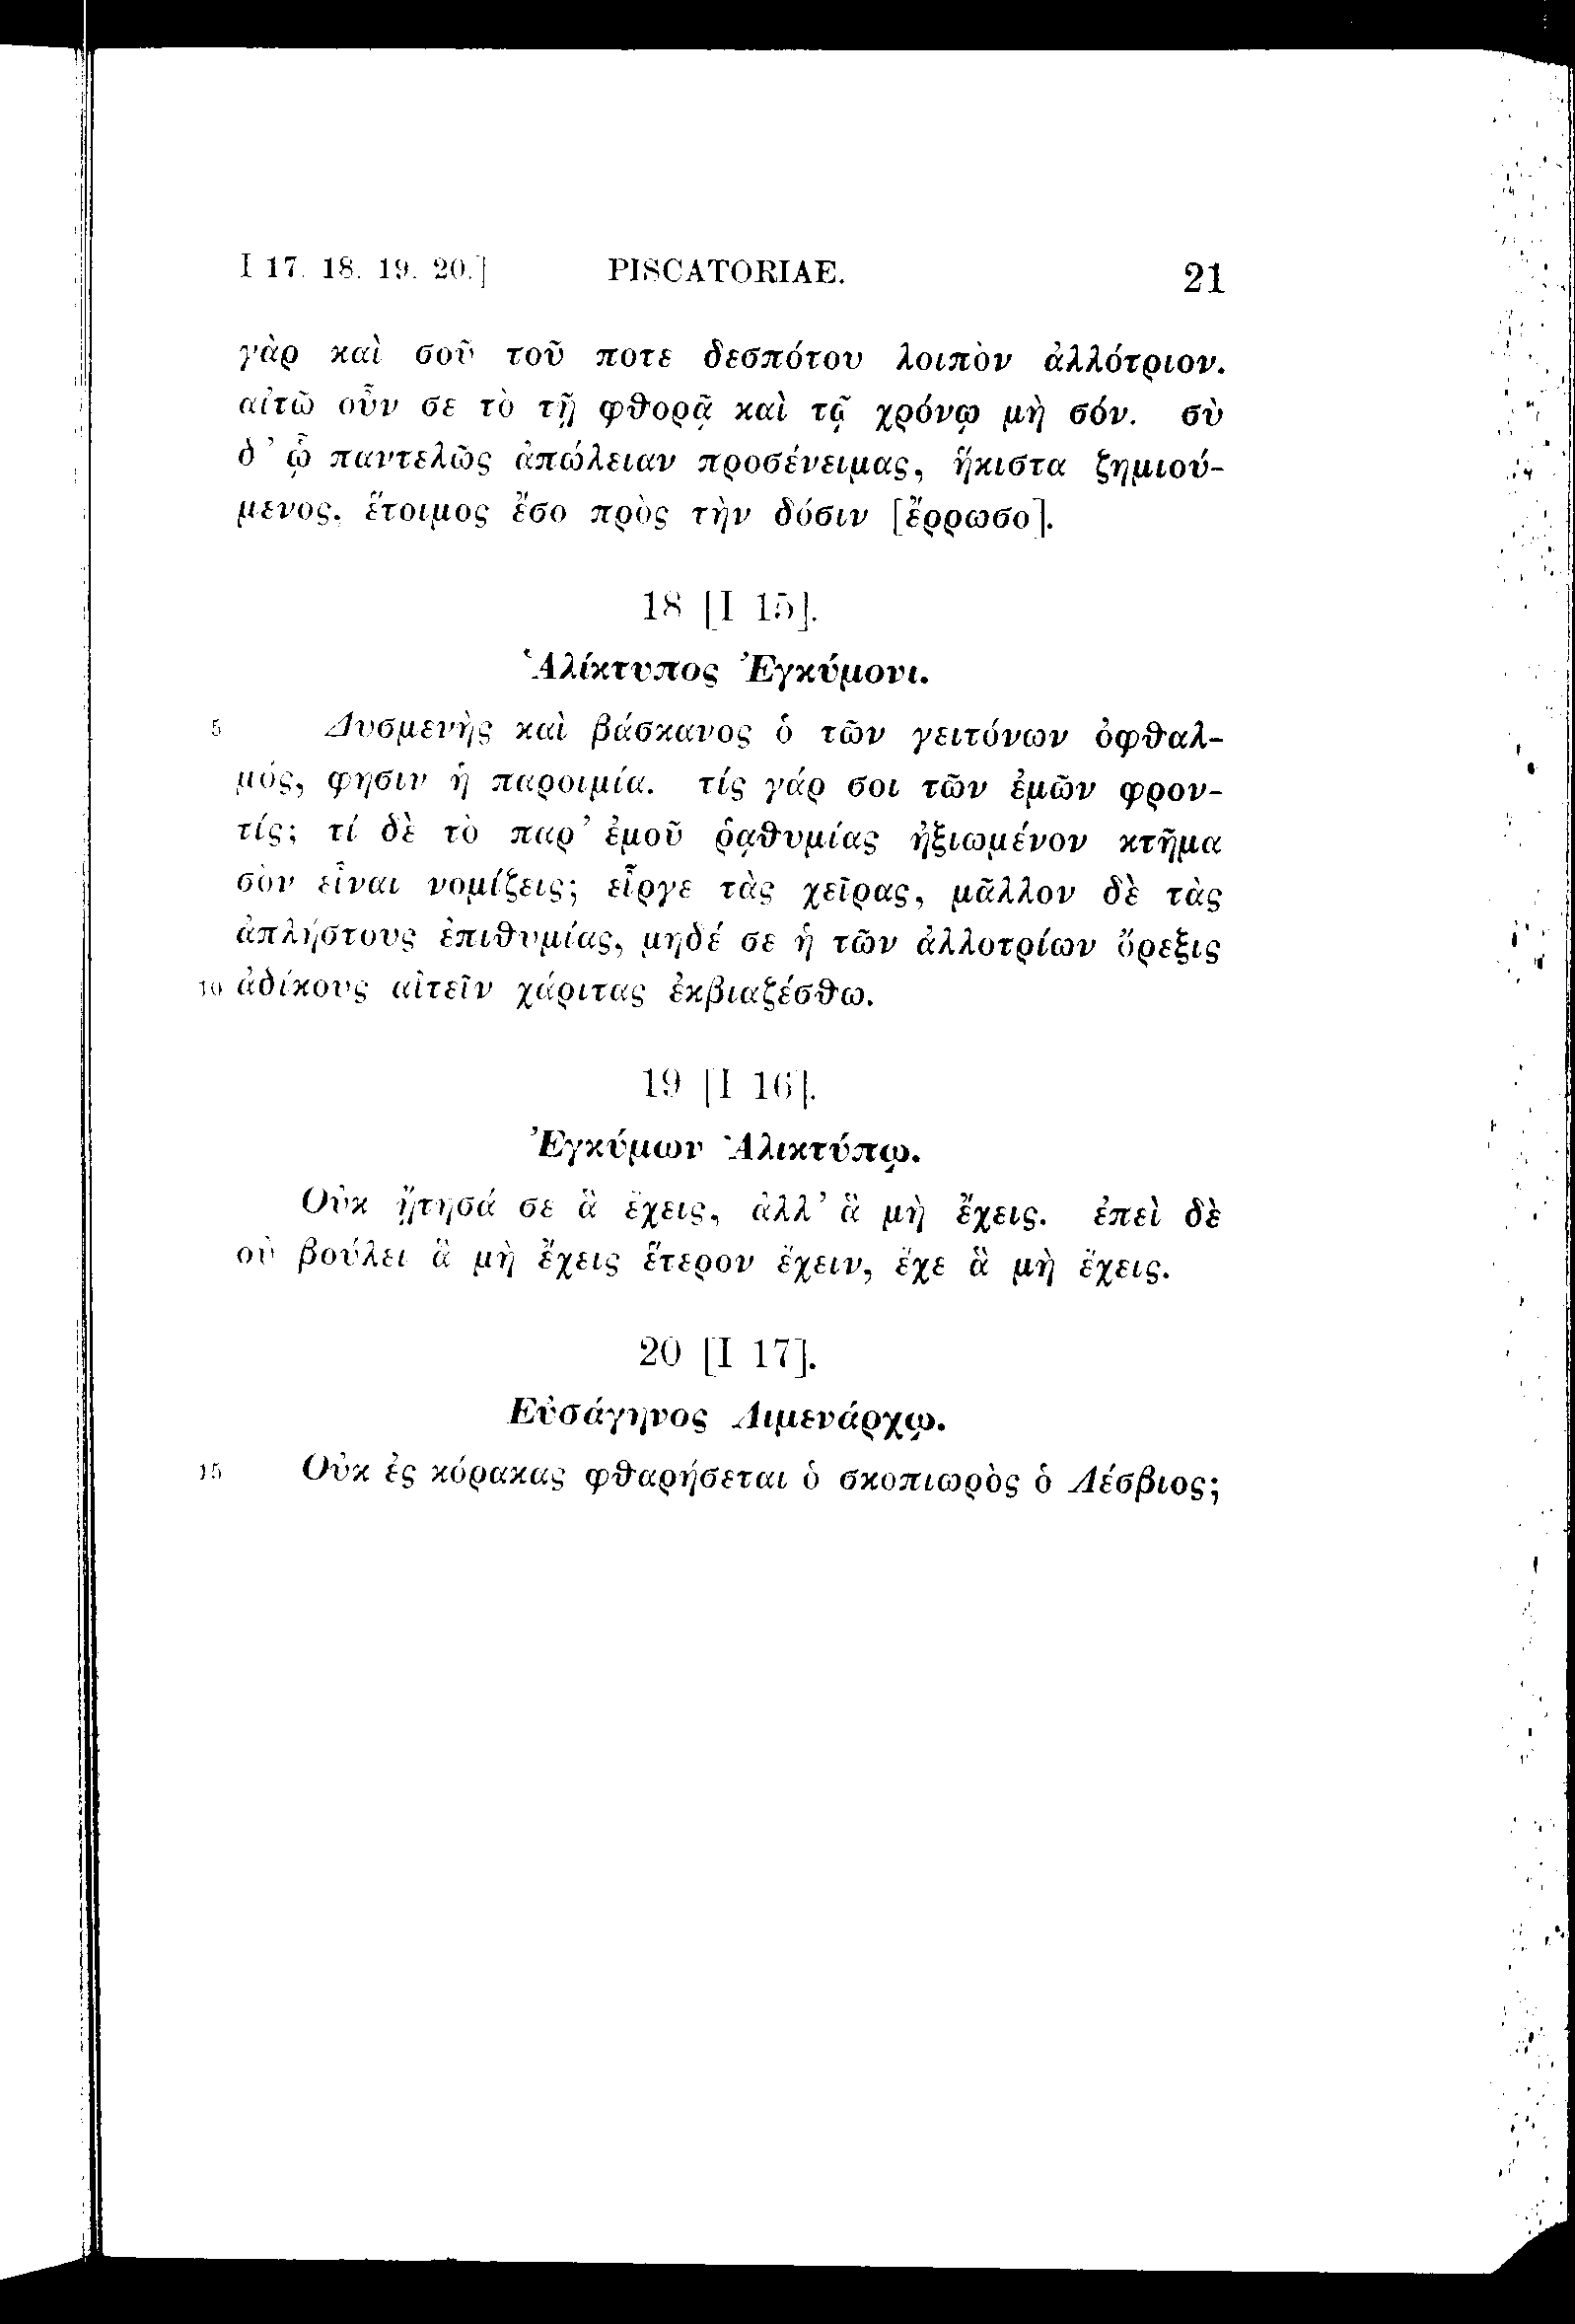 I 17. 18. 19. 20.] PISCATORIAE. 21
γὰρ καὶ σοῦ τοῦ ποτε δεσπότου λοιπὸν ἀλλότριον.
αἰτῶ οὖν σε τὸ τῇ φθορᾷ καὶ τῷ χρόνῳ μὴ σόν. σὺ
δ᾽ ᾧ παντελῶς ἀπώλειαν προσένειμας, ἥκιστα ζημιού-
μενος, ἕτοιμος ἔσο πρὸς τὴν δόσιν [ἔρρωσο].
18 [I 15].
Ἁλίκτυπος Ἐγκύμονι.
5 Δυσμενὴς καὶ βάσκανος ὁ τῶν γειτόνων ὀφθαλ-
μός, φησιν ἡ παροιμία. τίς γάρ σοι τῶν ἐμῶν φρον-
τίς; τί δὲ τὸ παρ᾽ ἐμοῦ ῥᾳθυμίας ἠξιωμένον κτῆμα
σὸν εἶναι νομίζεις; εἶργε τὰς χεῖρας, μᾶλλον δὲ τὰς
ἀπλήστους ἐπιθυμίας, μηδέ σε ἡ τῶν ἀλλοτρίων ὄρεξις
10 ἀδίκους αἰτεῖν χάριτας ἐκβιαζέσθω.
19 [I 16].
Ἐγκύμων Ἁλικτύπῳ.
Οὐκ ᾔτησά σε ἃ ἔχεις, ἀλλ᾽ ἃ μὴ ἔχεις. ἐπεὶ δὲ
οὐ βούλει ἃ μὴ ἔχεις ἕτερον ἔχειν, ἔχε ἃ μὴ ἔχεις.
20 [I 17].
Εὐσάγηνος Λιμενάρχῳ.
15 Οὐκ ἐς κόρακας φθαρήσεται ὁ σκοπιωρὸς ὁ Λέσβιος;